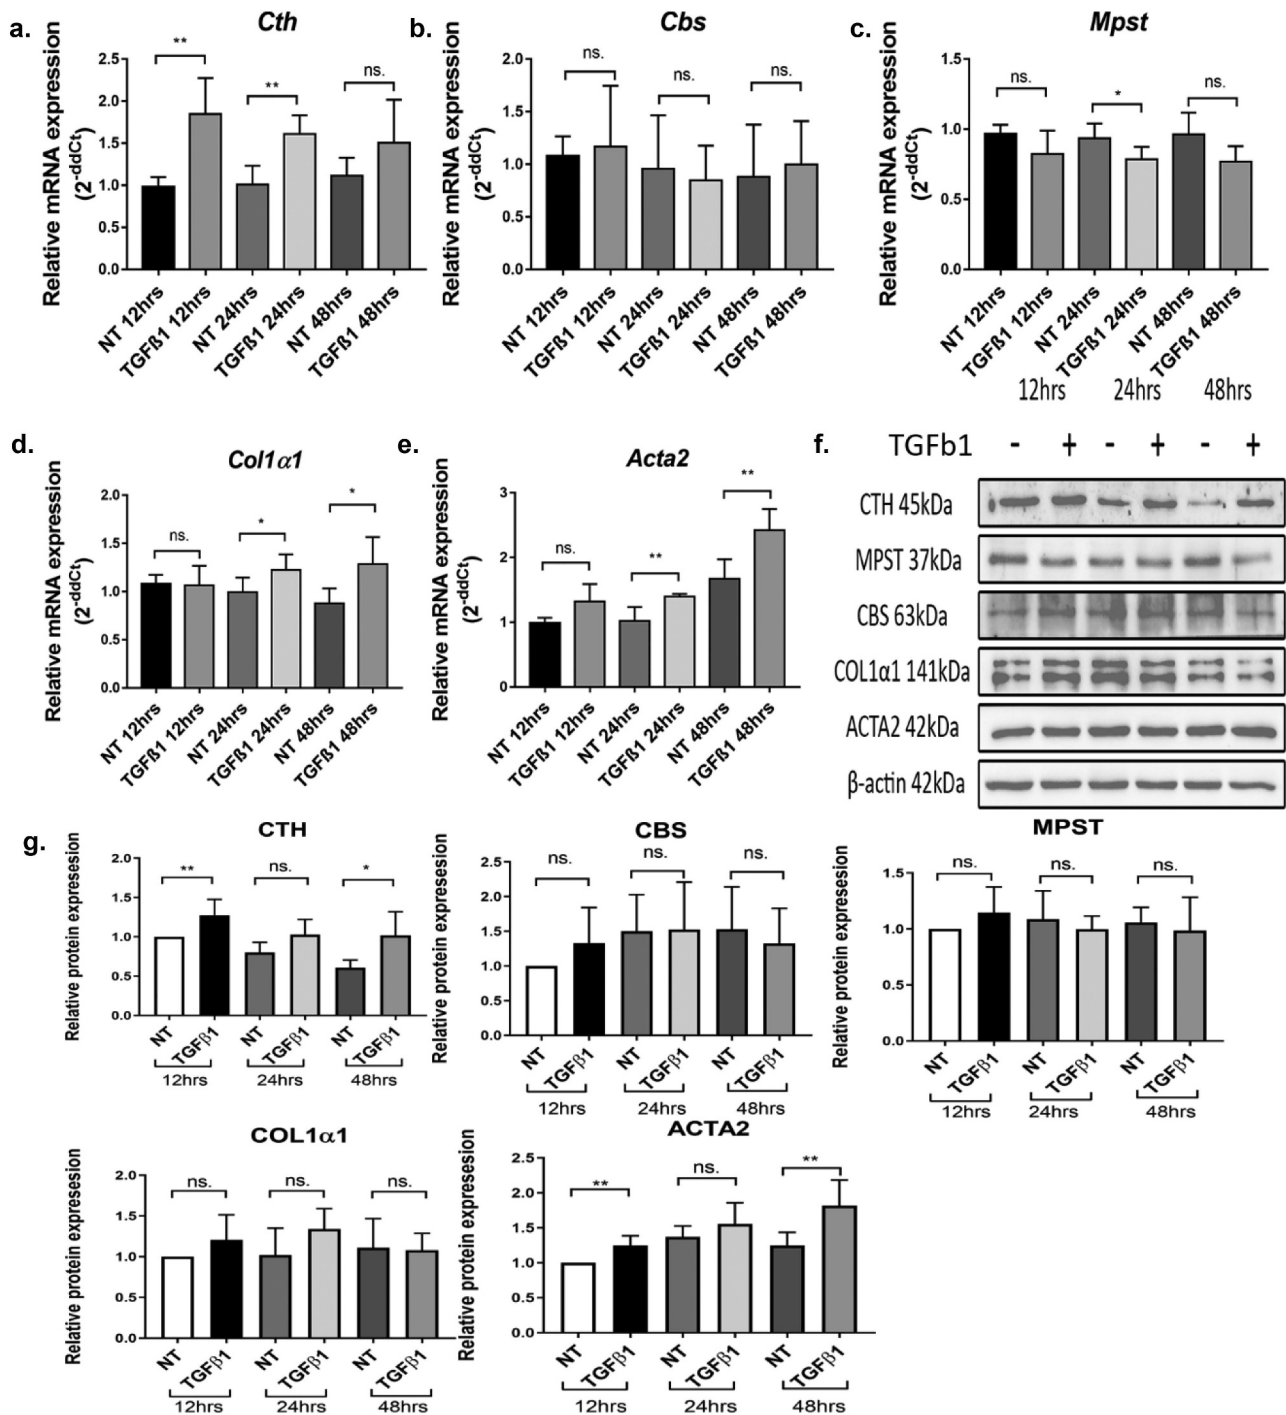 a.
Cth
Relative mRNA expression
(2^-ddCt)
2.5
2.0
1.5
1.0
0.5
0.0
**
**
ns.
NT 12hrs
TGFß1 12hrs
NT 24hrs
TGFß1 24hrs
NT 48hrs
TGFß1 48hrs
b.
Cbs
Relative mRNA expression
(2^-ddCt)
2.0
1.5
1.0
0.5
0.0
ns.
ns.
ns.
NT 12hrs
TGFß1 12hrs
NT 24hrs
TGFß1 24hrs
NT 48hrs
TGFß1 48hrs
c.
Mpst
Relative mRNA expression
(2^-ddCt)
1.5
1.0
0.5
0.0
ns.
*
ns.
NT 12hrs
TGFß1 12hrs
NT 24hrs
TGFß1 24hrs
NT 48hrs
TGFß1 48hrs
d.
Col1α1
Relative mRNA expression
(2^-ddCt)
2.0
1.5
1.0
0.5
0.0
ns.
*
*
NT 12hrs
TGFß1 12hrs
NT 24hrs
TGFß1 24hrs
NT 48hrs
TGFß1 48hrs
e.
Acta2
Relative mRNA expression
(2^-ddCt)
3
2
1
0
ns.
**
**
NT 12hrs
TGFß1 12hrs
NT 24hrs
TGFß1 24hrs
NT 48hrs
TGFß1 48hrs
f.
12hrs 24hrs 48hrs
TGFb1 - + - + - +
CTH 45kDa
MPST 37kDa
CBS 63kDa
COL1α1 141kDa
ACTA2 42kDa
β-actin 42kDa
g.
CTH
Relative protein expresesion
2.0
1.5
1.0
0.5
0.0
**
ns.
*
NT
TGFβ1
NT
TGFβ1
NT
TGFβ1
12hrs
24hrs
48hrs
CBS
Relative protein expresesion
2.5
2.0
1.5
1.0
0.5
0.0
ns.
ns.
ns.
NT
TGFβ1
NT
TGFβ1
NT
TGFβ1
12hrs
24hrs
48hrs
MPST
Relative protein expresesion
1.5
1.0
0.5
0.0
ns.
ns.
ns.
NT
TGFβ1
NT
TGFβ1
NT
TGFβ1
12hrs
24hrs
48hrs
COL1α1
Relative protein expresesion
2.0
1.5
1.0
0.5
0.0
ns.
ns.
ns.
NT
TGFβ1
NT
TGFβ1
NT
TGFβ1
12hrs
24hrs
48hrs
ACTA2
Relative protein expresesion
2.5
2.0
1.5
1.0
0.5
0.0
**
ns.
**
NT
TGFβ1
NT
TGFβ1
NT
TGFβ1
12hrs
24hrs
48hrs